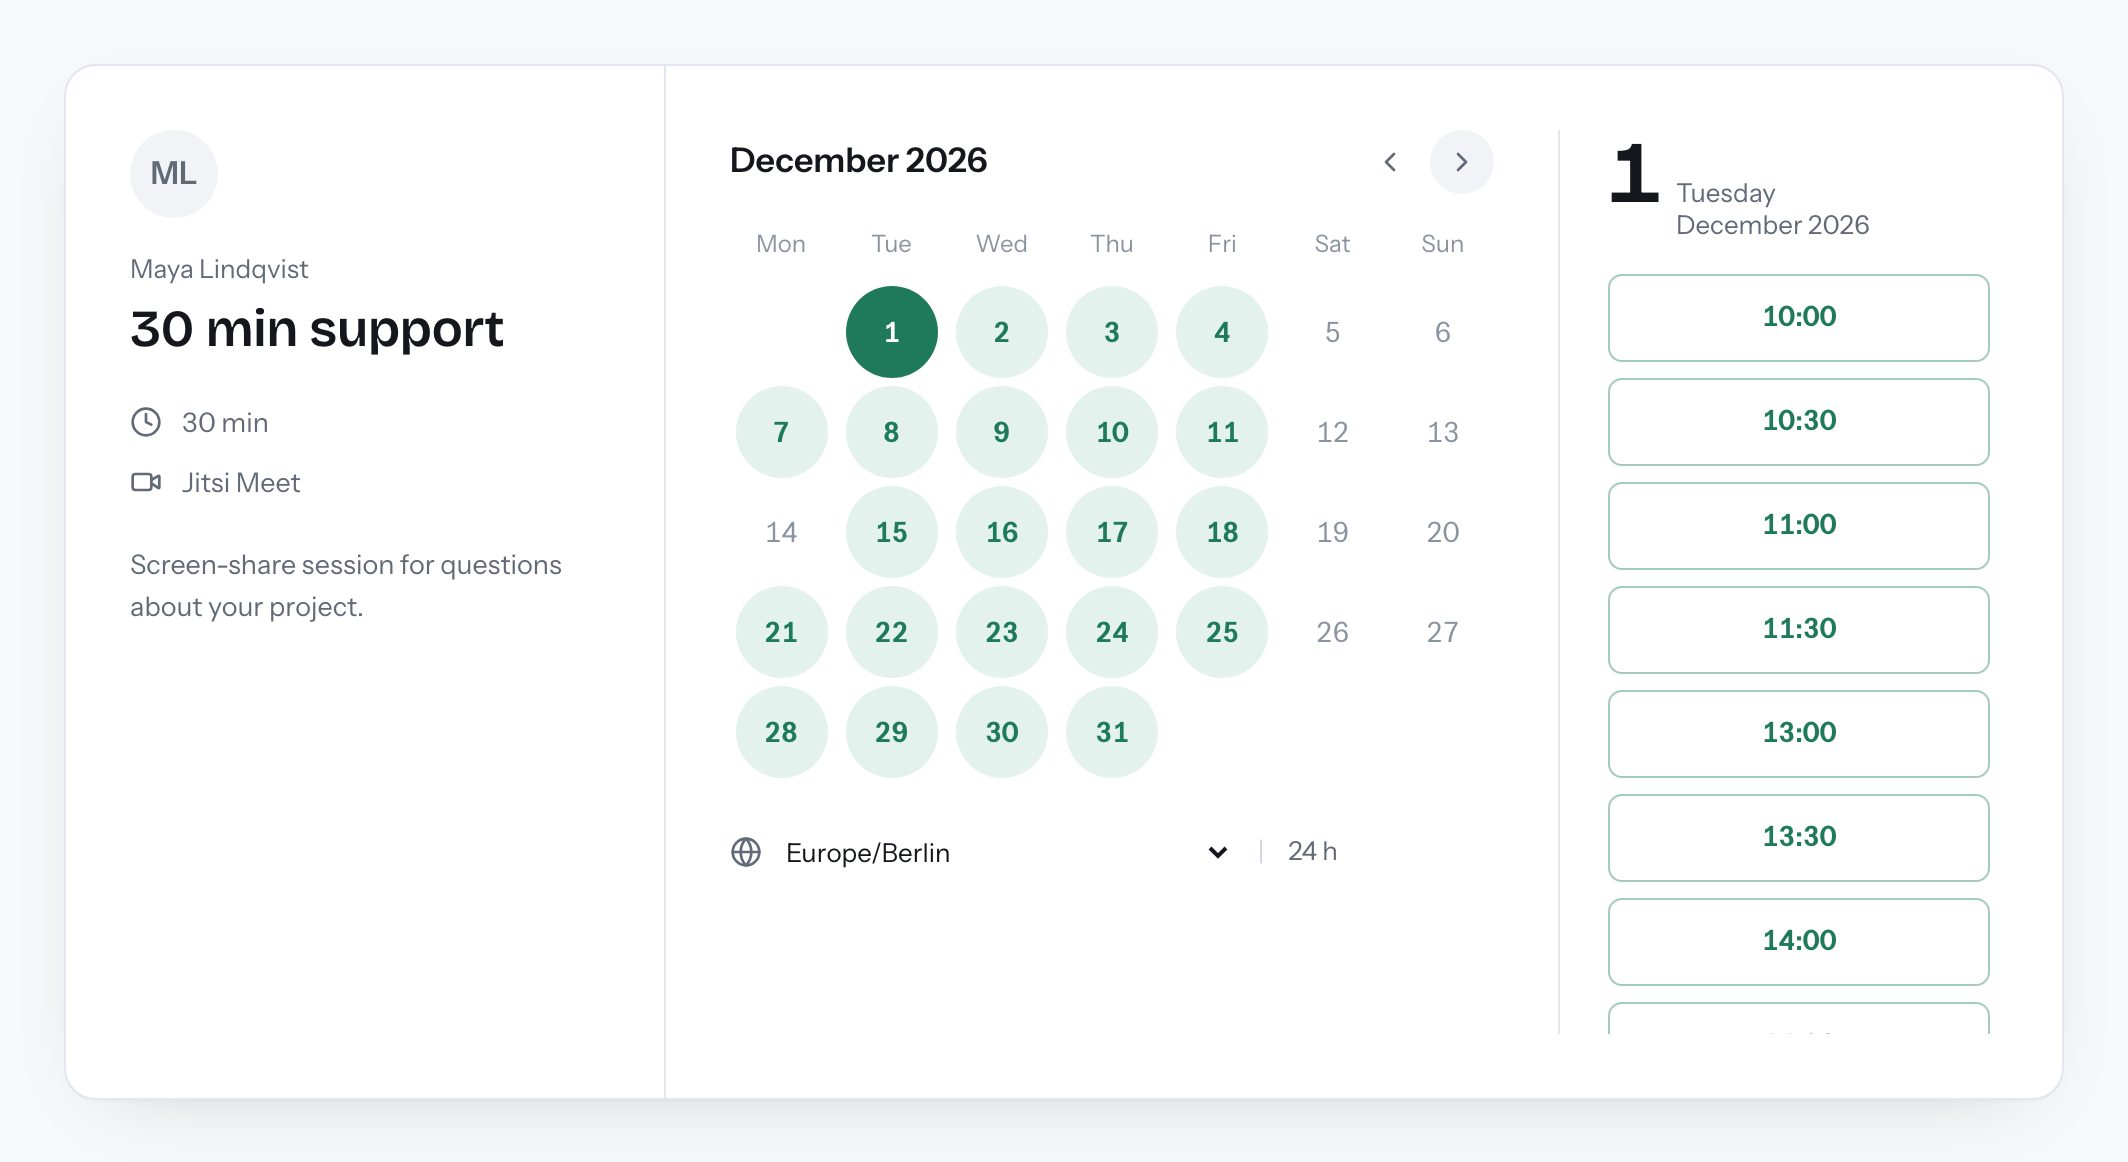 ML
Maya Lindqvist
30 min support
30 min
Jitsi Meet
Screen-share session for questions
about your project.
December 2026
Mon Tue Wed Thu Fri Sat Sun
1 2 3 4 5 6
7 8 9 10 11 12 13
14 15 16 17 18 19 20
21 22 23 24 25 26 27
28 29 30 31
Europe/Berlin 24 h
1 Tuesday
December 2026
10:00
10:30
11:00
11:30
13:00
13:30
14:00